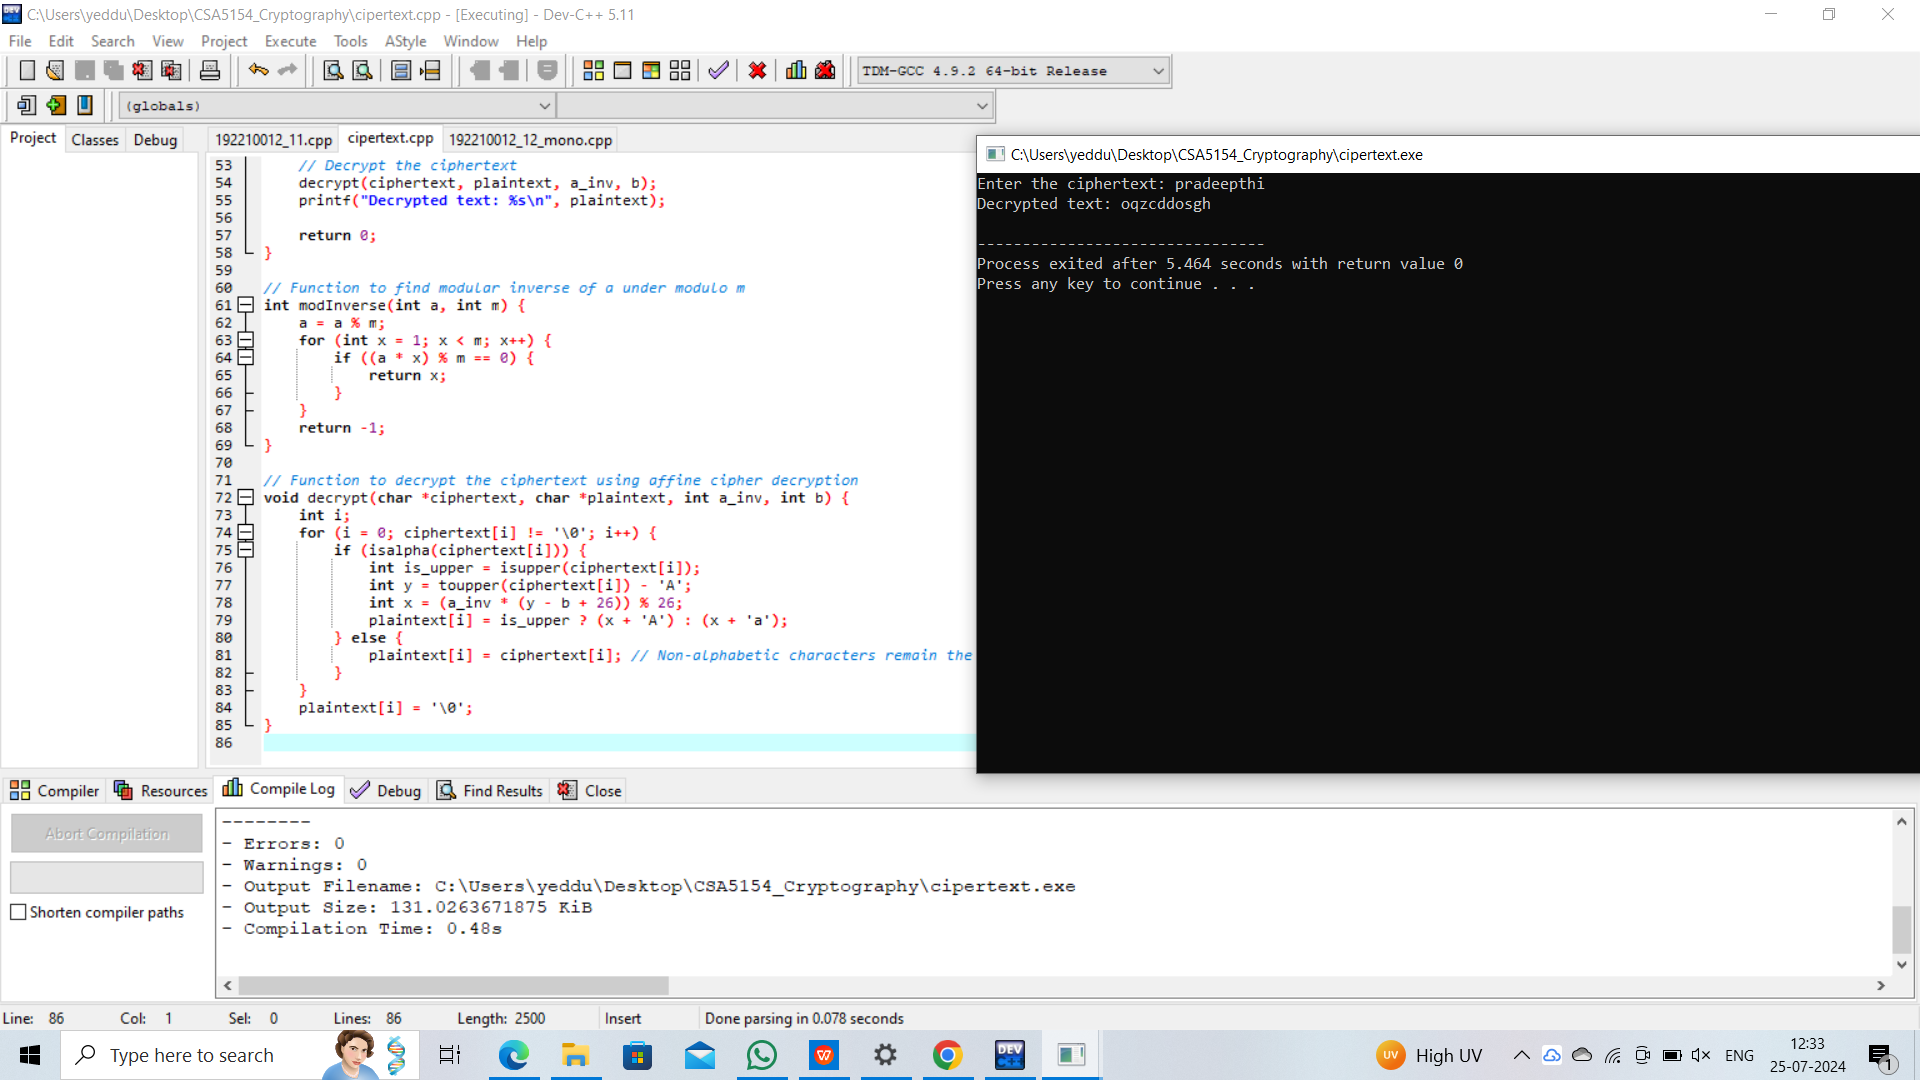 C:\Users\yeddu\Desktop\CSA5154_Cryptography\cipertext.cpp - [Executing] - Dev-C++ 5.11
File Edit Search View Project Execute Tools AStyle Window Help
TDM-GCC 4.9.2 64-bit Release
(globals)
Project Classes Debug
192210012_11.cpp cipertext.cpp 192210012_12_mono.cpp
53 // Decrypt the ciphertext
54 decrypt(ciphertext, plaintext, a_inv, b);
55 printf("Decrypted text: %s\n", plaintext);
56
57 return 0;
58 }
59
60 // Function to find modular inverse of a under modulo m
61 int modInverse(int a, int m) {
62 a = a % m;
63 for (int x = 1; x < m; x++) {
64 if ((a * x) % m == 0) {
65 return x;
66 }
67 }
68 return -1;
69 }
70
71 // Function to decrypt the ciphertext using affine cipher decryption
72 void decrypt(char *ciphertext, char *plaintext, int a_inv, int b) {
73 int i;
74 for (i = 0; ciphertext[i] != '\0'; i++) {
75 if (isalpha(ciphertext[i])) {
76 int is_upper = isupper(ciphertext[i]);
77 int y = toupper(ciphertext[i]) - 'A';
78 int x = (a_inv * (y - b + 26)) % 26;
79 plaintext[i] = is_upper ? (x + 'A') : (x + 'a');
80 } else {
81 plaintext[i] = ciphertext[i]; // Non-alphabetic characters remain the
82 }
83 }
84 plaintext[i] = '\0';
85 }
86
C:\Users\yeddu\Desktop\CSA5154_Cryptography\cipertext.exe
Enter the ciphertext: pradeepthi
Decrypted text: oqzcddosgh
--------------------------------
Process exited after 5.464 seconds with return value 0
Press any key to continue . . .
Compiler Resources Compile Log Debug Find Results Close
Abort Compilation
Shorten compiler paths
--------
- Errors: 0
- Warnings: 0
- Output Filename: C:\Users\yeddu\Desktop\CSA5154_Cryptography\cipertext.exe
- Output Size: 131.0263671875 KiB
- Compilation Time: 0.48s
Line: 86 Col: 1 Sel: 0 Lines: 86 Length: 2500 Insert Done parsing in 0.078 seconds
Type here to search
DEV
UV High UV
ENG
12:33
25-07-2024
1